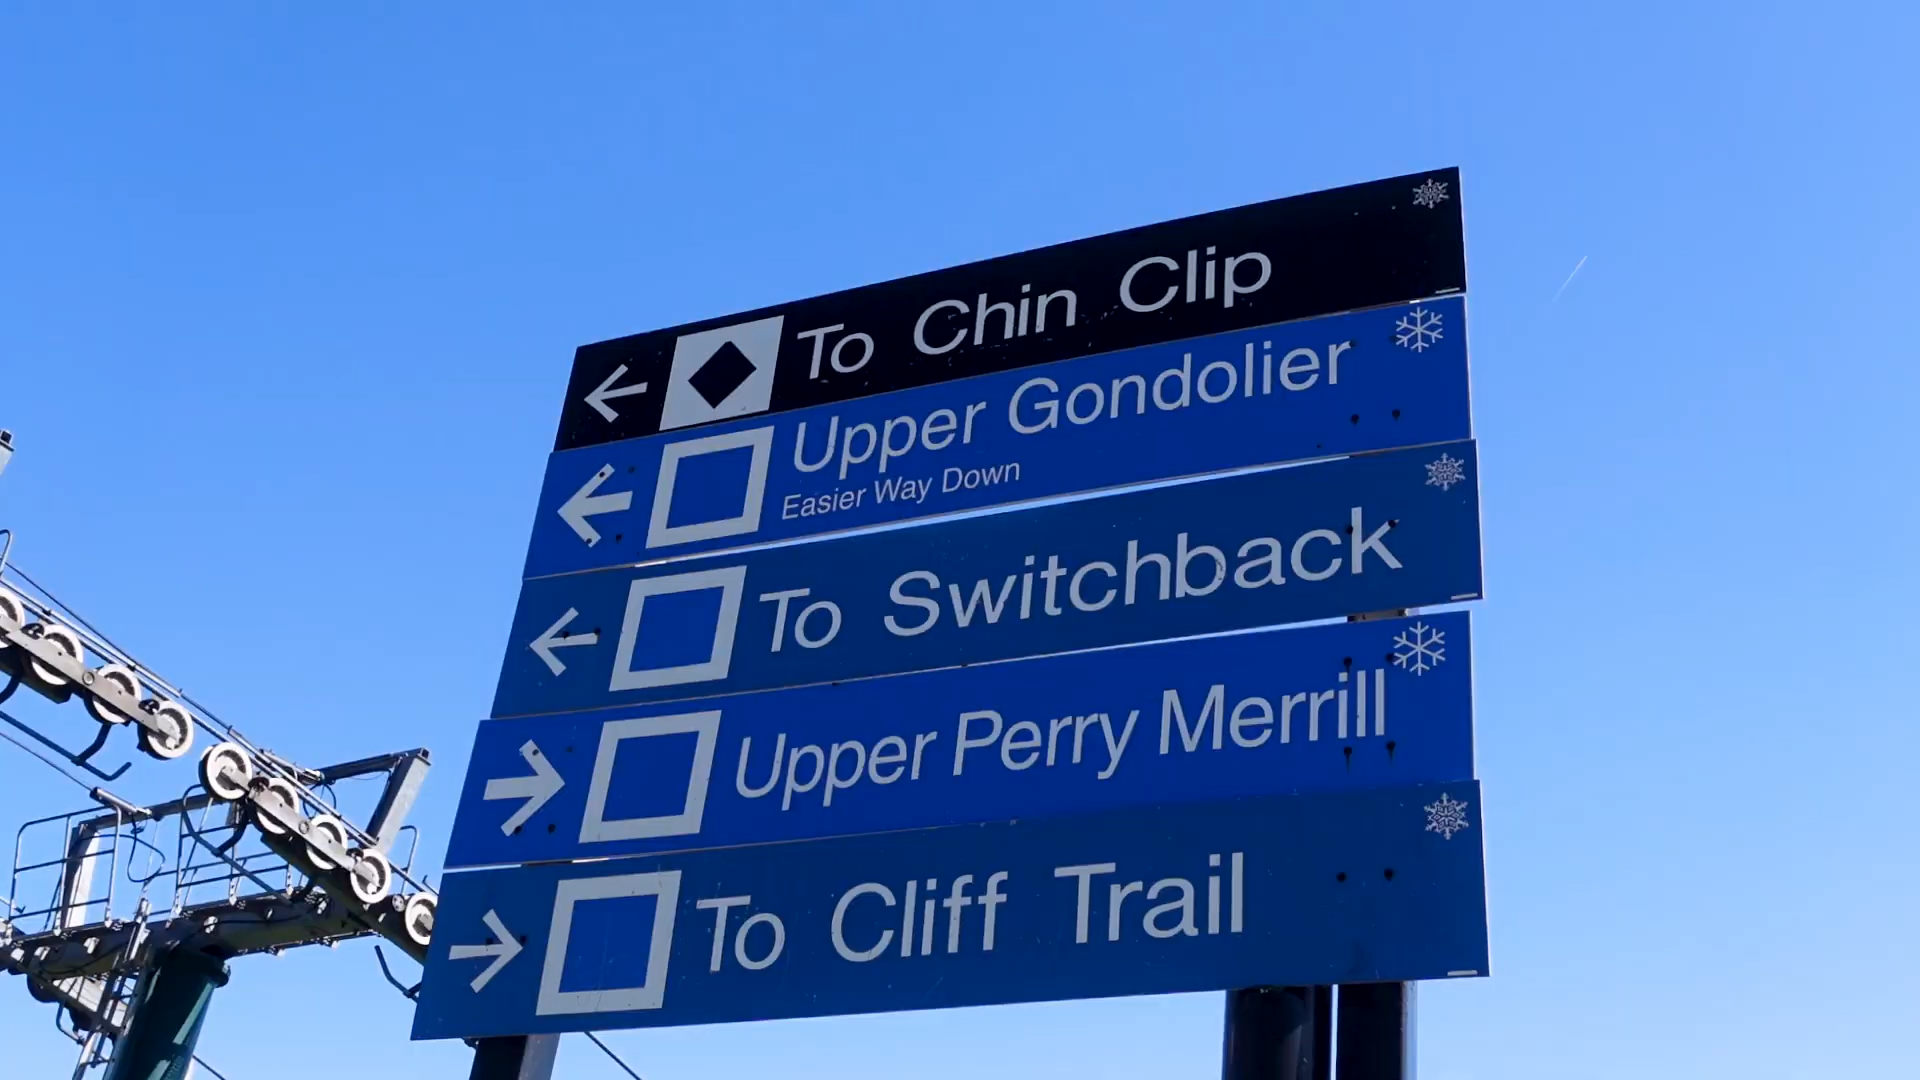 To Chin Clip
Upper Gondolier
Easier Way Down
To Switchback
Upper Perry Merrill
To Cliff Trail